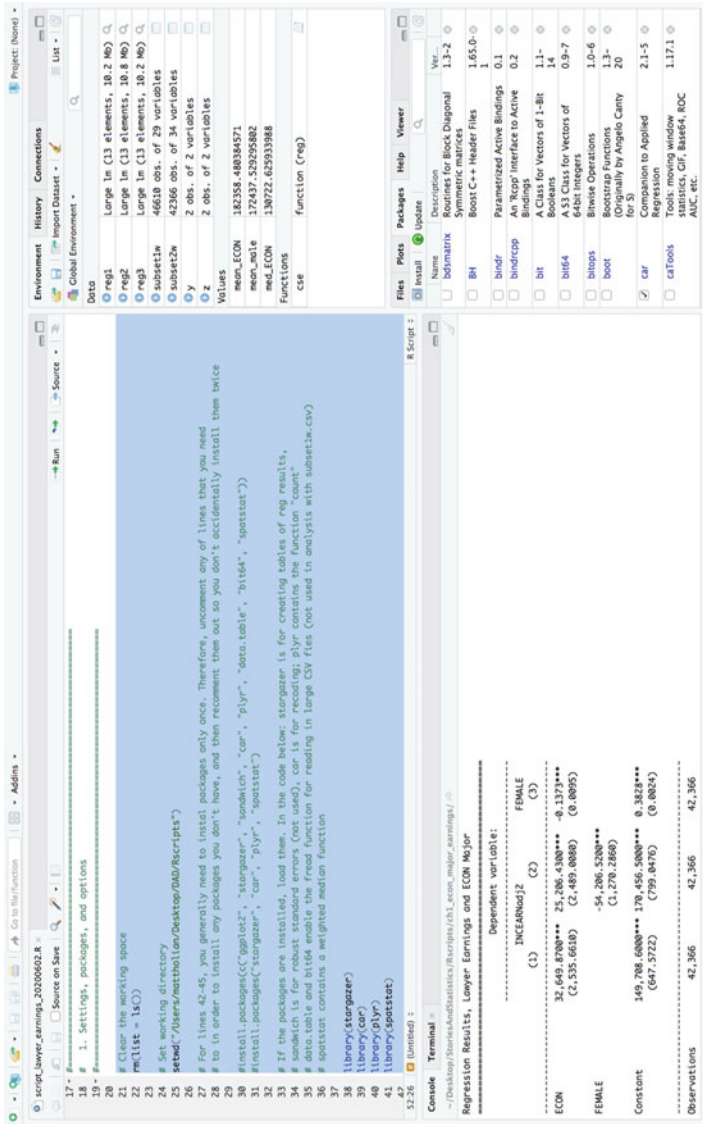 Go to file/function
Addins
Project: (None)
script_lawyer_earnings_20200602.R
Source on Save
Run
Source
17
18 # 1. Settings, packages, and options
19
20
21 # Clear the working space
22 rm(list = ls())
23
24 # Set working directory
25 setwd("/Users/mattholian/Desktop/DAD/Rscripts")
26
27 # For lines 42-45, you generally need to instal packages only once. Therefore, uncomment any of lines that you need
28 # to in order to install any packages you don't have, and then recomment them out so you don't accidentally install them twice
29
30 #install.packages(cc("ggplot2", "stargazer", "sandwich", "car", "plyr", "data.table", "bit64", "spatstat"))
31 #install.packages("stargazer", "car", "plyr", "spatstat")
32
33 # If the packages are installed, load them. In the code below: stargazer is for creating tables of reg results,
34 # sandwich is for robust standard errors (not used), car is for recoding; plyr contains the function "count"
35 # data.table and bit64 enable the fread function for reading in large CSV fies (not used in analysis with subset1w.csv)
36 # spatstat contains a weighted median function
37
38 library(stargazer)
39 library(car)
40 library(plyr)
41 library(spatstat)
42
52:26
(Untitled)
R Script
Console Terminal
~/Desktop/StoriesAndStatistics/Rscripts/ch1_econ_major_earnings/
Regression Results, Lawyer Earnings and ECON Major
Dependent variable:
INCEARNadj2 FEMALE
(1) (2) (3)
ECON 32,649.8700*** 25,206.4300*** -0.1373***
(2,535.6610) (2,489.0080) (0.0095)
FEMALE -54,206.5200***
(1,270.2860)
Constant 149,708.6000*** 170,456.5000*** 0.3828***
(647.5722) (799.0476) (0.0024)
Observations 42,366 42,366 42,366
Environment History Connections
Import Dataset
List
Global Environment
Data
reg1 Large lm (13 elements, 10.2 Mb)
reg2 Large lm (13 elements, 10.8 Mb)
reg3 Large lm (13 elements, 10.2 Mb)
subset1w 46610 obs. of 29 variables
subset2w 42366 obs. of 34 variables
y 2 obs. of 2 variables
z 2 obs. of 2 variables
Values
mean_ECON 182358.480384571
mean_male 172437.529295802
med_ECON 130722.625933988
Functions
cse function (reg)
Files Plots Packages Help Viewer
Install Update
Name Description Ver...
bdsmatrix Routines for Block Diagonal Symmetric matrices 1.3-2
BH Boost C++ Header Files 1.65.0-1
bindr Parametrized Active Bindings 0.1
bindrcpp An 'Rcpp' Interface to Active Bindings 0.2
bit A Class for Vectors of 1-Bit Booleans 1.1-14
bit64 A S3 Class for Vectors of 64bit Integers 0.9-7
bitops Bitwise Operations 1.0-6
boot Bootstrap Functions (Originally by Angelo Canty for S) 1.3-20
car Companion to Applied Regression 2.1-5
caTools Tools: moving window statistics, GIF, Base64, ROC AUC, etc. 1.17.1